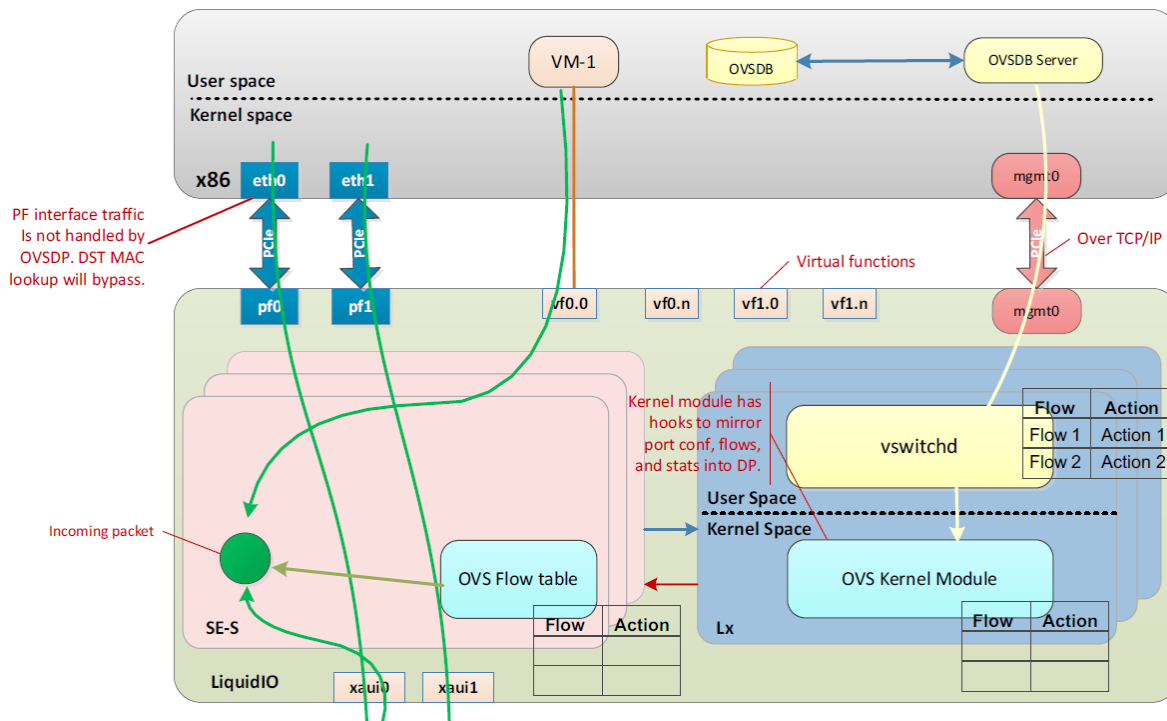 VM-1
OVSDB
OVSDB Server
User space
Kernel space
x86
eth0
eth1
mgmt0
PF interface traffic
Is not handled by
OVSDP. DST MAC
lookup will bypass.
PCIe
PCIe
PCIe
Over TCP/IP
Virtual functions
pf0
pf1
vf0.0
vf0.n
vf1.0
vf1.n
mgmt0
Kernel module has
hooks to mirror
port conf, flows,
and stats into DP.
vswitchd
Flow Action
Flow 1 Action 1
Flow 2 Action 2
User Space
Kernel Space
Incoming packet
OVS Flow table
OVS Kernel Module
Flow Action
Flow Action
SE-S
Lx
LiquidIO
xaui0
xaui1